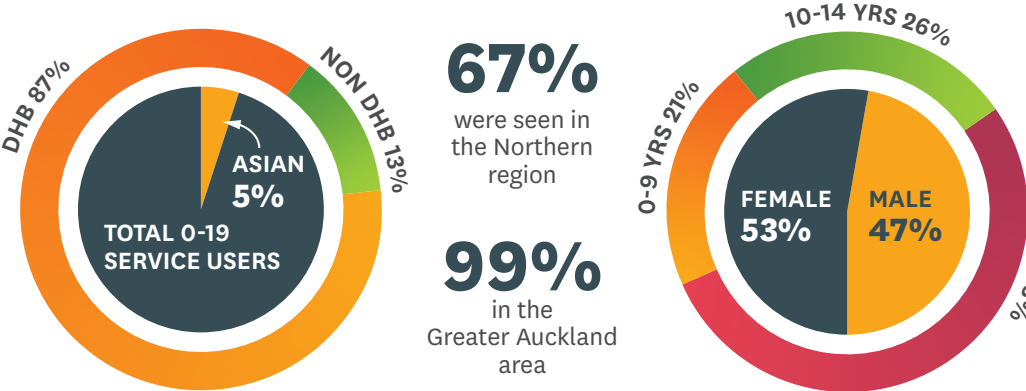 DHB 87%
NON DHB 13%
ASIAN
5%
TOTAL 0-19
SERVICE USERS
67%
were seen in
the Northern
region
99%
in the
Greater Auckland
area
10-14 YRS 26%
0-9 YRS 21%
FEMALE
53%
MALE
47%
%